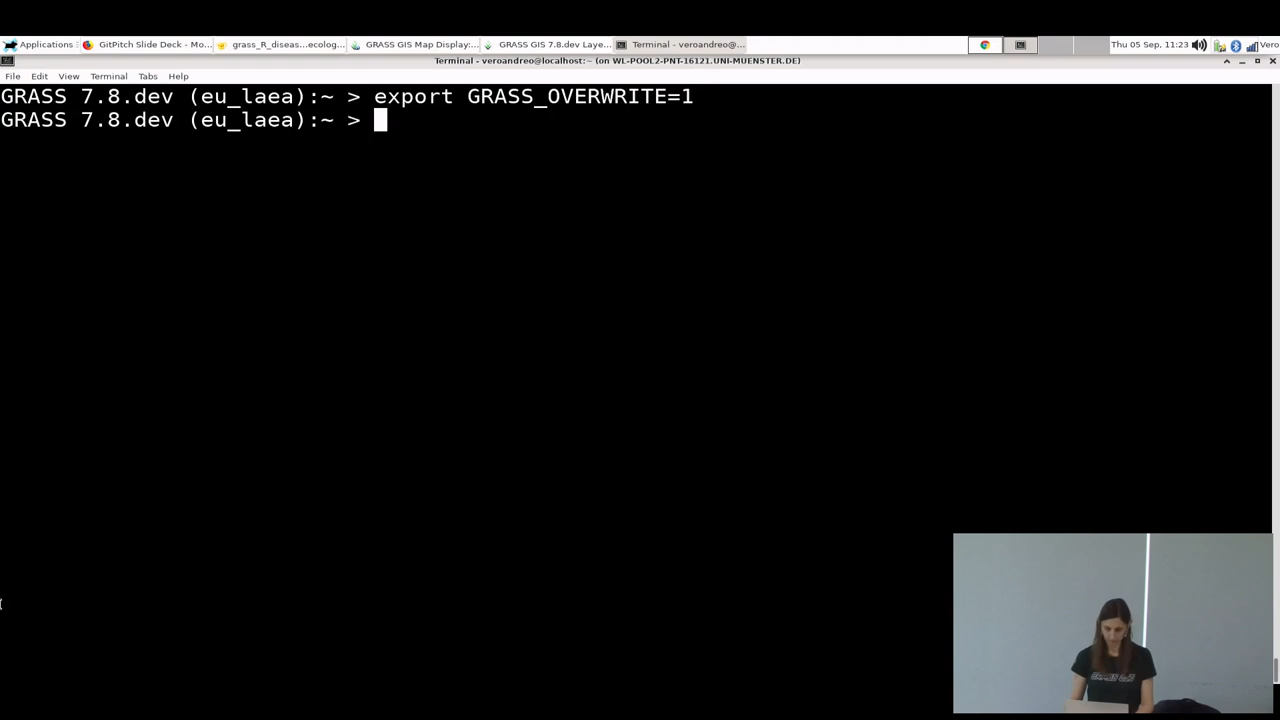 Applications
GitPitch Slide Deck - Mo...
grass_R_diseas...ecolog...
GRASS GIS Map Display:...
GRASS GIS 7.8.dev Laye...
Terminal - veroandreo@...
Thu 05 Sep, 11:23
Vero
Terminal - veroandreo@localhost:~ (on WL-POOL2-PNT-16121.UNI-MUENSTER.DE)
File Edit View Terminal Tabs Help
GRASS 7.8.dev (eu_laea):~ > export GRASS_OVERWRITE=1
GRASS 7.8.dev (eu_laea):~ >